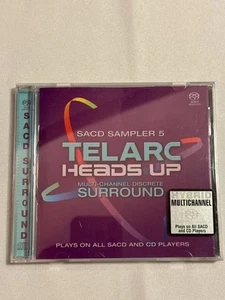 SACD SURROUND
SACD SAMPLER 5
TELARC
HEADS UP
MULTI-CHANNEL DISCRETE
SURROUND
HYBRID
MULTICHANNEL
Plays on All SACD
and CD Players
PLAYS ON ALL SACD AND CD PLAYERS